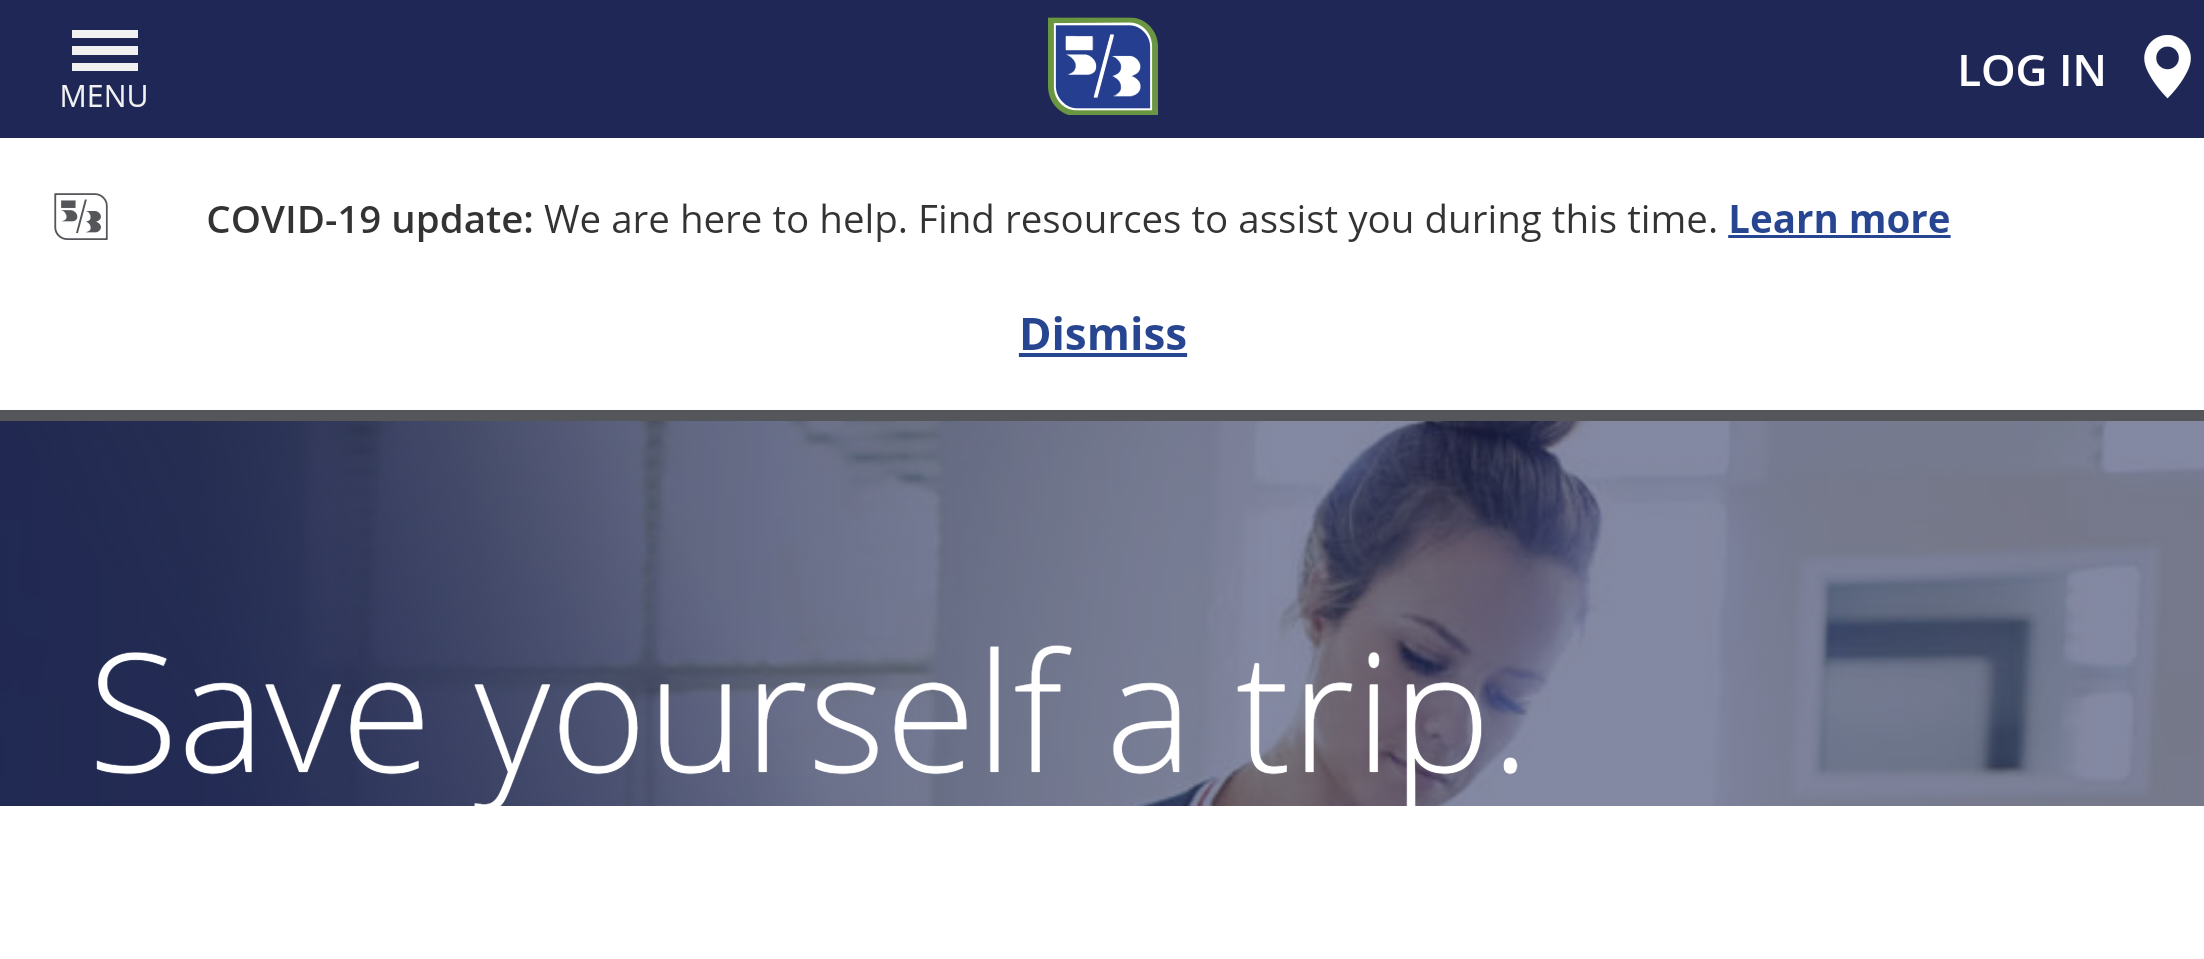 MENU
5/3
LOG IN
5/3
COVID-19 update: We are here to help. Find resources to assist you during this time. Learn more
Dismiss
Save yourself a trip.